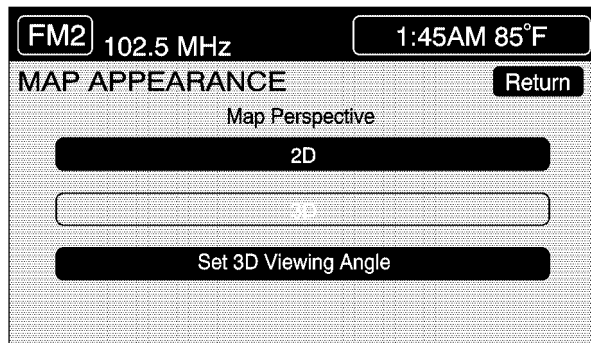 FM2 102.5 MHz 1:45AM 85°F
MAP APPEARANCE Return
Map Perspective
2D
3D
Set 3D Viewing Angle